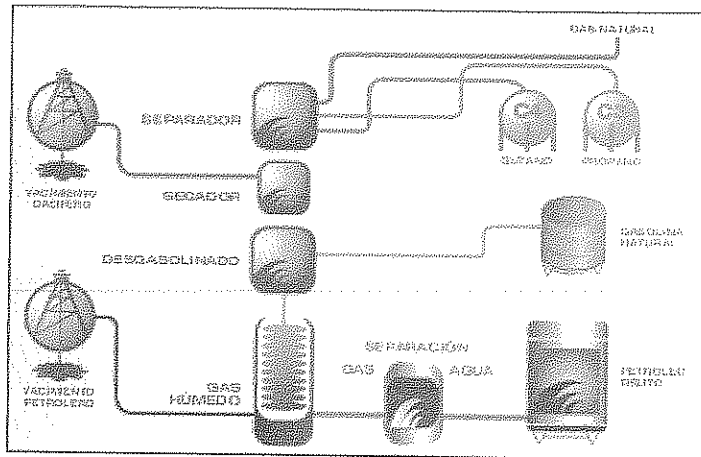 GAS NATURAL
SEPARADOR
C
C
BUTANO
PROPANO
YACIMIENTO
GASIFERO
SECADOR
GASOLINA
NATURAL
DESGASOLINADO
SEPARACIÓN
GAS
AGUA
PETROLEO
YACIMIENTO
PETROLERO
GAS
HÚMEDO